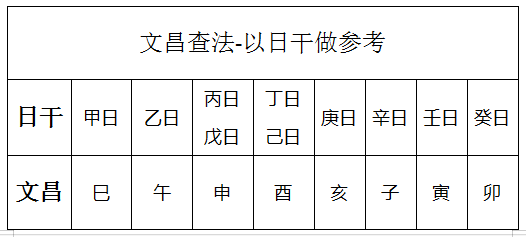 文昌查法-以日干做参考
日干 甲日 乙日 丙日 丁日 庚日 辛日 壬日 癸日
戊日 己日
文昌 巳 午 申 酉 亥 子 寅 卯